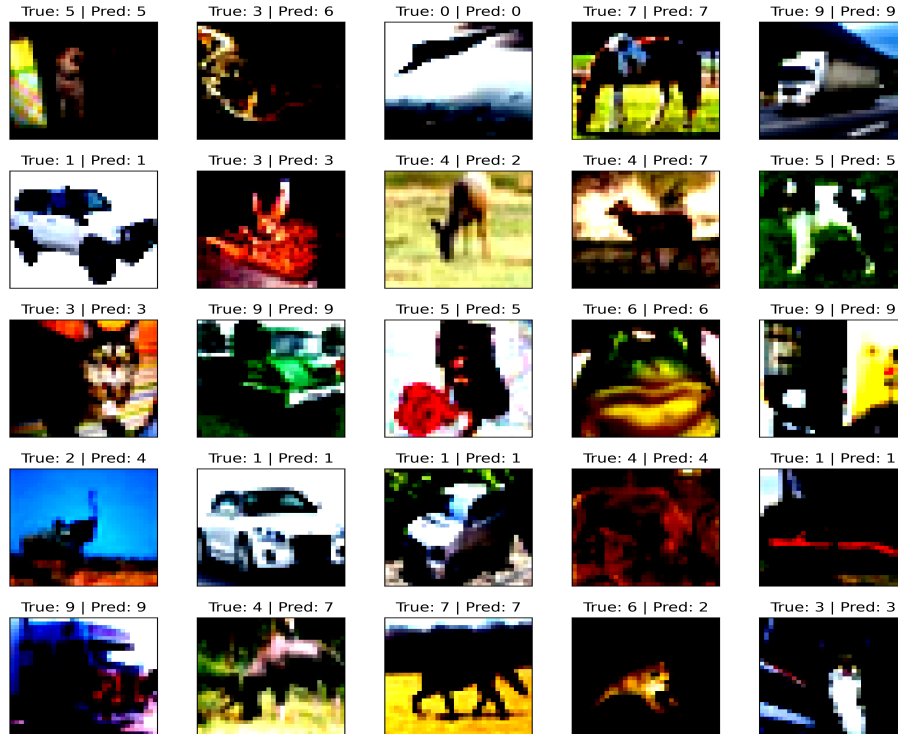 True: 5 | Pred: 5
True: 3 | Pred: 6
True: 0 | Pred: 0
True: 7 | Pred: 7
True: 9 | Pred: 9
True: 1 | Pred: 1
True: 3 | Pred: 3
True: 4 | Pred: 2
True: 4 | Pred: 7
True: 5 | Pred: 5
True: 3 | Pred: 3
True: 9 | Pred: 9
True: 5 | Pred: 5
True: 6 | Pred: 6
True: 9 | Pred: 9
True: 2 | Pred: 4
True: 1 | Pred: 1
True: 1 | Pred: 1
True: 4 | Pred: 4
True: 1 | Pred: 1
True: 9 | Pred: 9
True: 4 | Pred: 7
True: 7 | Pred: 7
True: 6 | Pred: 2
True: 3 | Pred: 3